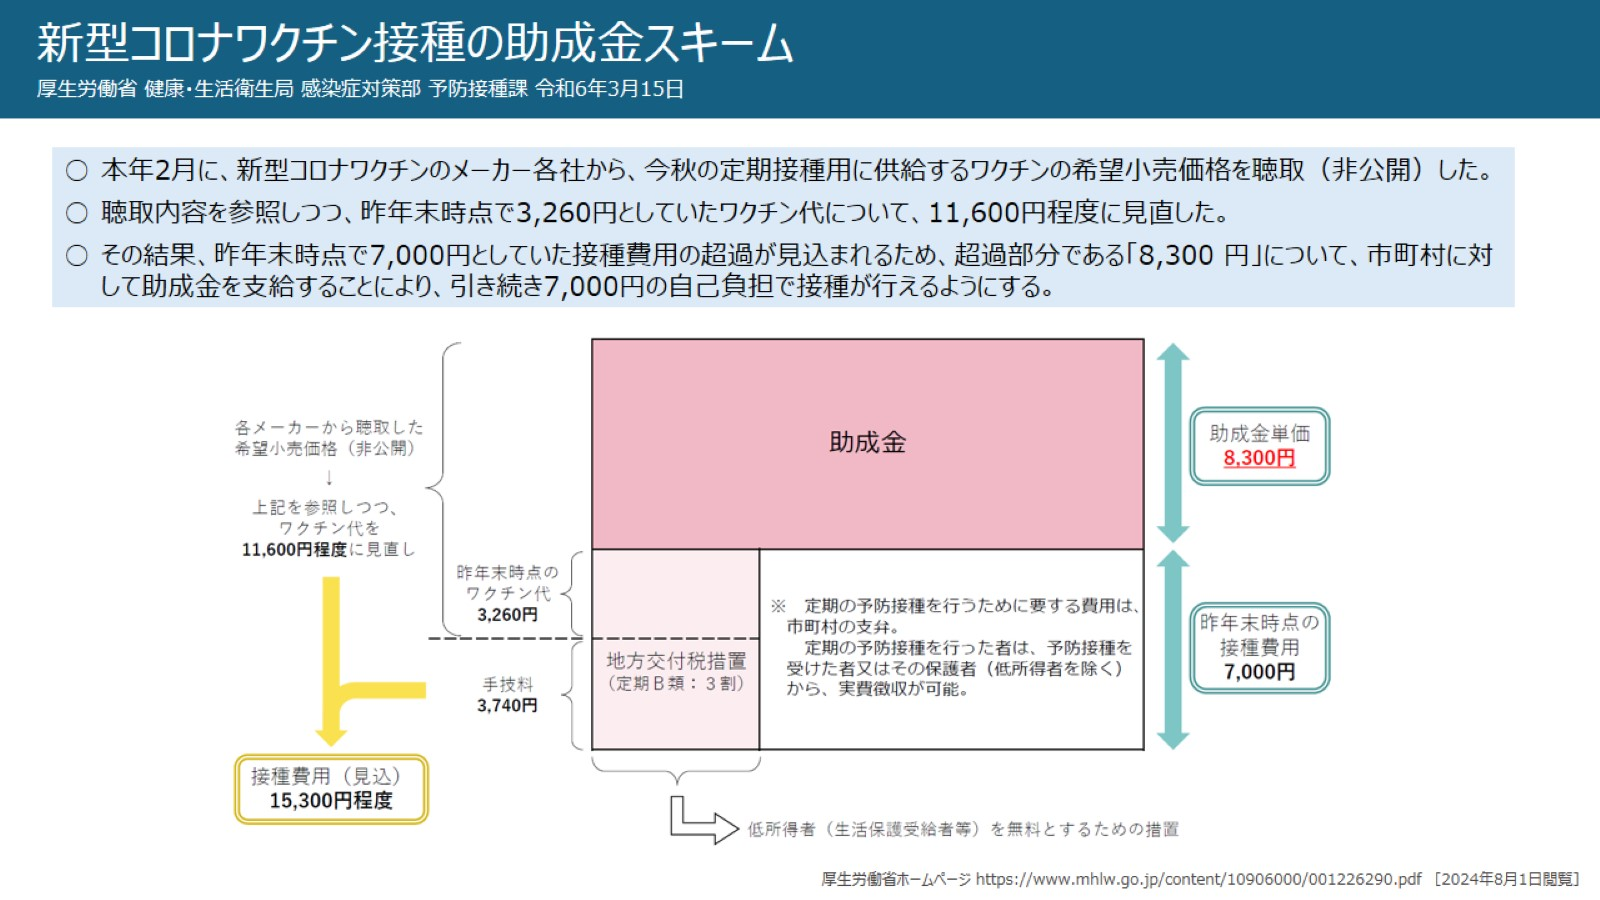 新型コロナワクチン接種の助成金スキーム
厚生労働省 健康・生活衛生局 感染症対策部 予防接種課 令和6年3月15日
○ 本年2月に、新型コロナワクチンのメーカー各社から、今秋の定期接種用に供給するワクチンの希望小売価格を聴取（非公開）した。
○ 聴取内容を参照しつつ、昨年末時点で3,260円としていたワクチン代について、11,600円程度に見直した。
○ その結果、昨年末時点で7,000円としていた接種費用の超過が見込まれるため、超過部分である「8,300 円」について、市町村に対
して助成金を支給することにより、引き続き7,000円の自己負担で接種が行えるようにする。
各メーカーから聴取した
希望小売価格（非公開）
↓
上記を参照しつつ、
ワクチン代を
11,600円程度に見直し
昨年末時点の
ワクチン代
3,260円
手技料
3,740円
接種費用（見込）
15,300円程度
助成金
地方交付税措置
（定期Ｂ類：３割）
※ 定期の予防接種を行うために要する費用は、
市町村の支弁。
定期の予防接種を行った者は、予防接種を
受けた者又はその保護者（低所得者を除く）
から、実費徴収が可能。
助成金単価
8,300円
昨年末時点の
接種費用
7,000円
低所得者（生活保護受給者等）を無料とするための措置
厚生労働省ホームページ https://www.mhlw.go.jp/content/10906000/001226290.pdf ［2024年8月1日閲覧］